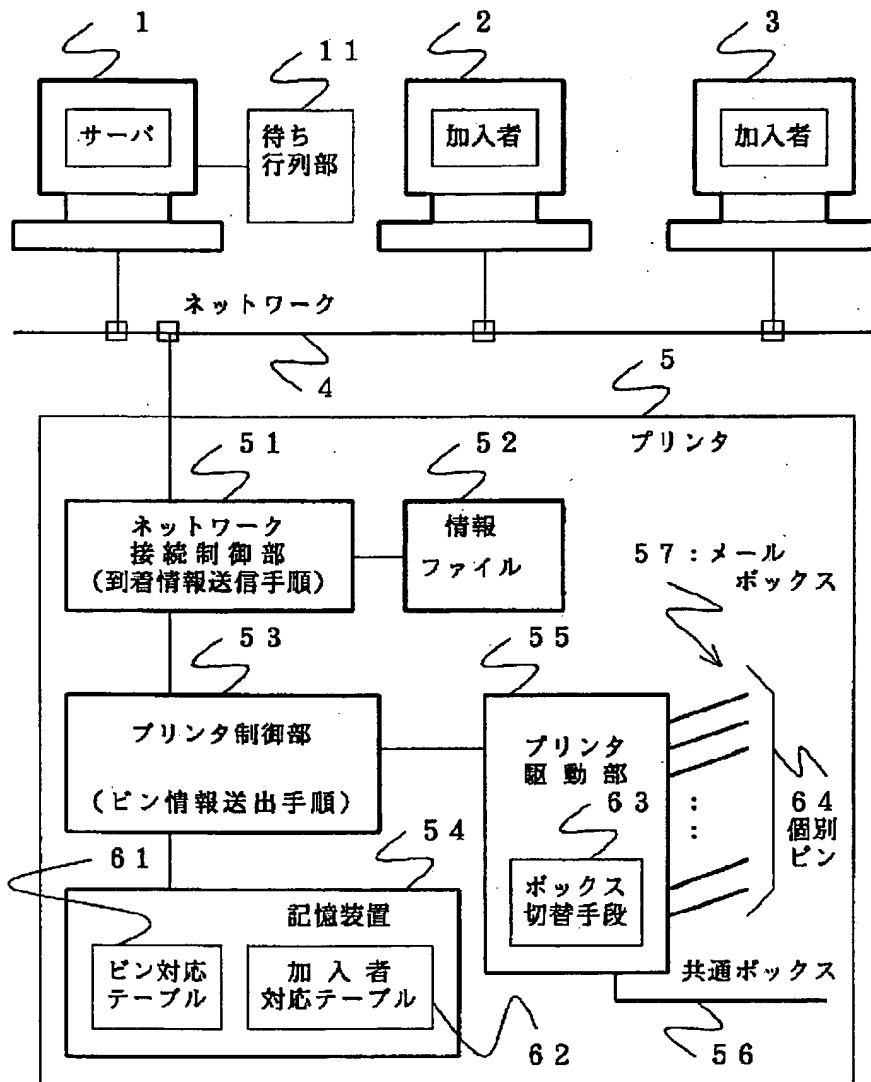 1
11
2
3
サーバ
待ち
行列部
加入者
加入者
ネットワーク
4
5
プリンタ
51
52
ネットワーク
接続制御部
(到着情報送信手順)
情報
ファイル
57:メール
ボックス
53
55
プリンタ制御部
(ビン情報送出手順)
プリンタ
駆動部
63
ボックス
切替手段
:
:
64
個別
ビン
61
54
記憶装置
ビン対応
テーブル
加入者
対応テーブル
62
共通ボックス
56